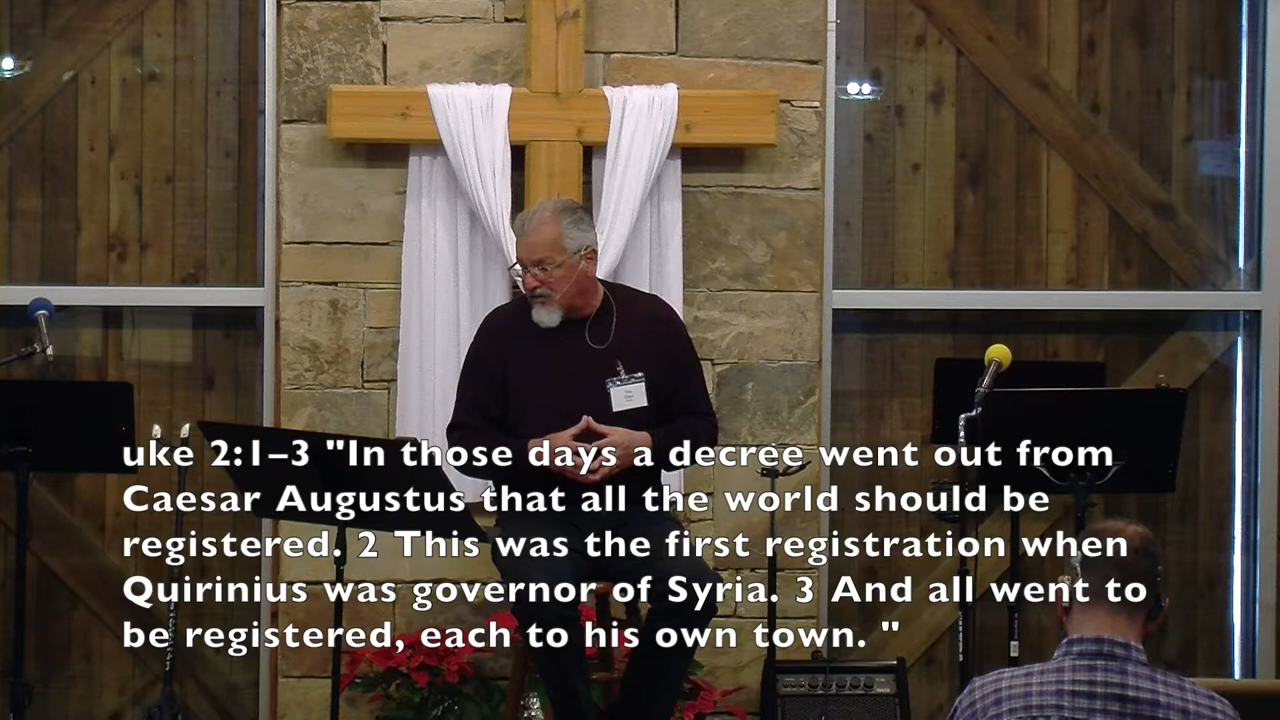 uke 2:1–3 "In those days a decree went out from
Caesar Augustus that all the world should be
registered. 2 This was the first registration when
Quirinius was governor of Syria. 3 And all went to
be registered, each to his own town. "